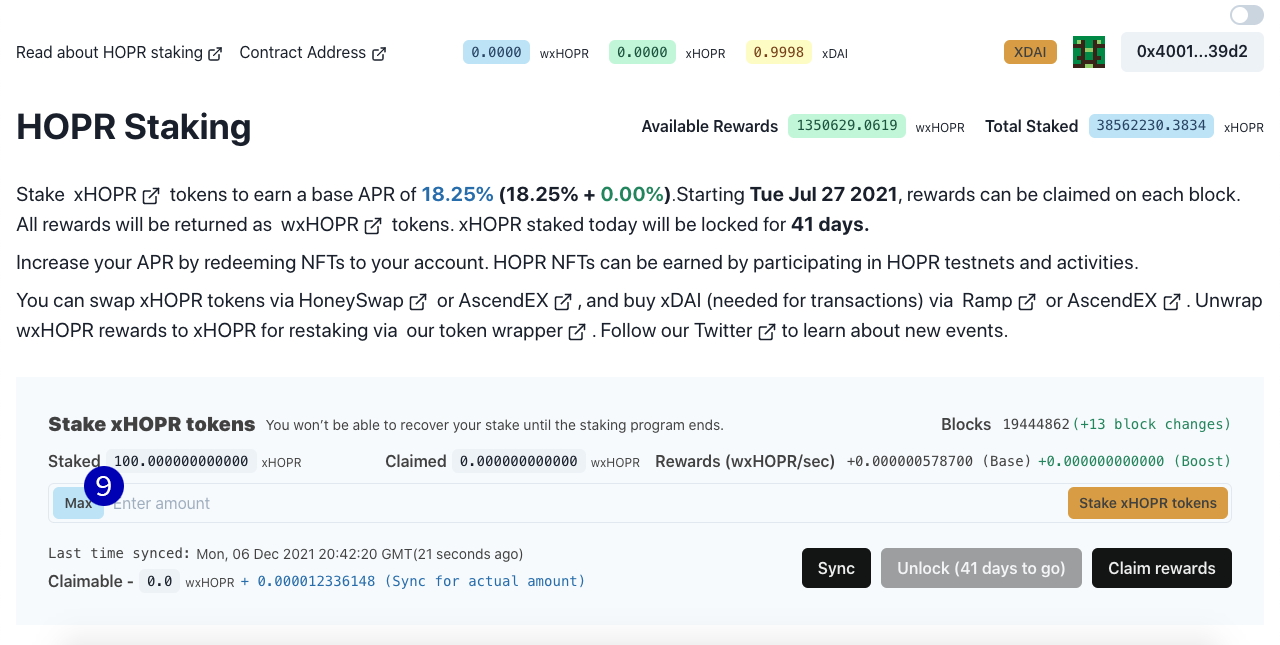 Read about HOPR staking Contract Address 0.0000 wxHOPR 0.0000 xHOPR 0.9998 xDAI XDAI 0x4001...39d2
HOPR Staking Available Rewards 1350629.0619 wxHOPR Total Staked 38562230.3834 xHOPR
Stake xHOPR tokens to earn a base APR of 18.25% (18.25% + 0.00%).Starting Tue Jul 27 2021, rewards can be claimed on each block.
All rewards will be returned as wxHOPR tokens. xHOPR staked today will be locked for 41 days.
Increase your APR by redeeming NFTs to your account. HOPR NFTs can be earned by participating in HOPR testnets and activities.
You can swap xHOPR tokens via HoneySwap or AscendEX , and buy xDAI (needed for transactions) via Ramp or AscendEX . Unwrap
wxHOPR rewards to xHOPR for restaking via our token wrapper . Follow our Twitter to learn about new events.
Stake xHOPR tokens You won't be able to recover your stake until the staking program ends. Blocks 19444862 (+13 block changes)
Staked 100.000000000000 xHOPR Claimed 0.000000000000 wxHOPR Rewards (wxHOPR/sec) +0.000000578700 (Base) +0.000000000000 (Boost)
9
Max Enter amount Stake xHOPR tokens
Last time synced: Mon, 06 Dec 2021 20:42:20 GMT(21 seconds ago)
Claimable - 0.0 wxHOPR + 0.000012336148 (Sync for actual amount) Sync Unlock (41 days to go) Claim rewards